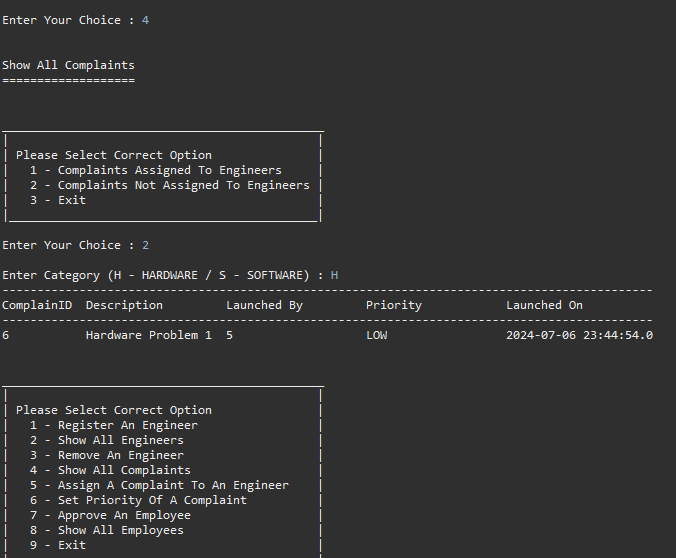 Enter Your Choice : 4
Show All Complaints
===================
Please Select Correct Option
1 - Complaints Assigned To Engineers
2 - Complaints Not Assigned To Engineers
3 - Exit
Enter Your Choice : 2
Enter Category (H - HARDWARE / S - SOFTWARE) : H
ComplainID Description Launched By Priority Launched On
6 Hardware Problem 1 5 LOW 2024-07-06 23:44:54.0
Please Select Correct Option
1 - Register An Engineer
2 - Show All Engineers
3 - Remove An Engineer
4 - Show All Complaints
5 - Assign A Complaint To An Engineer
6 - Set Priority Of A Complaint
7 - Approve An Employee
8 - Show All Employees
9 - Exit